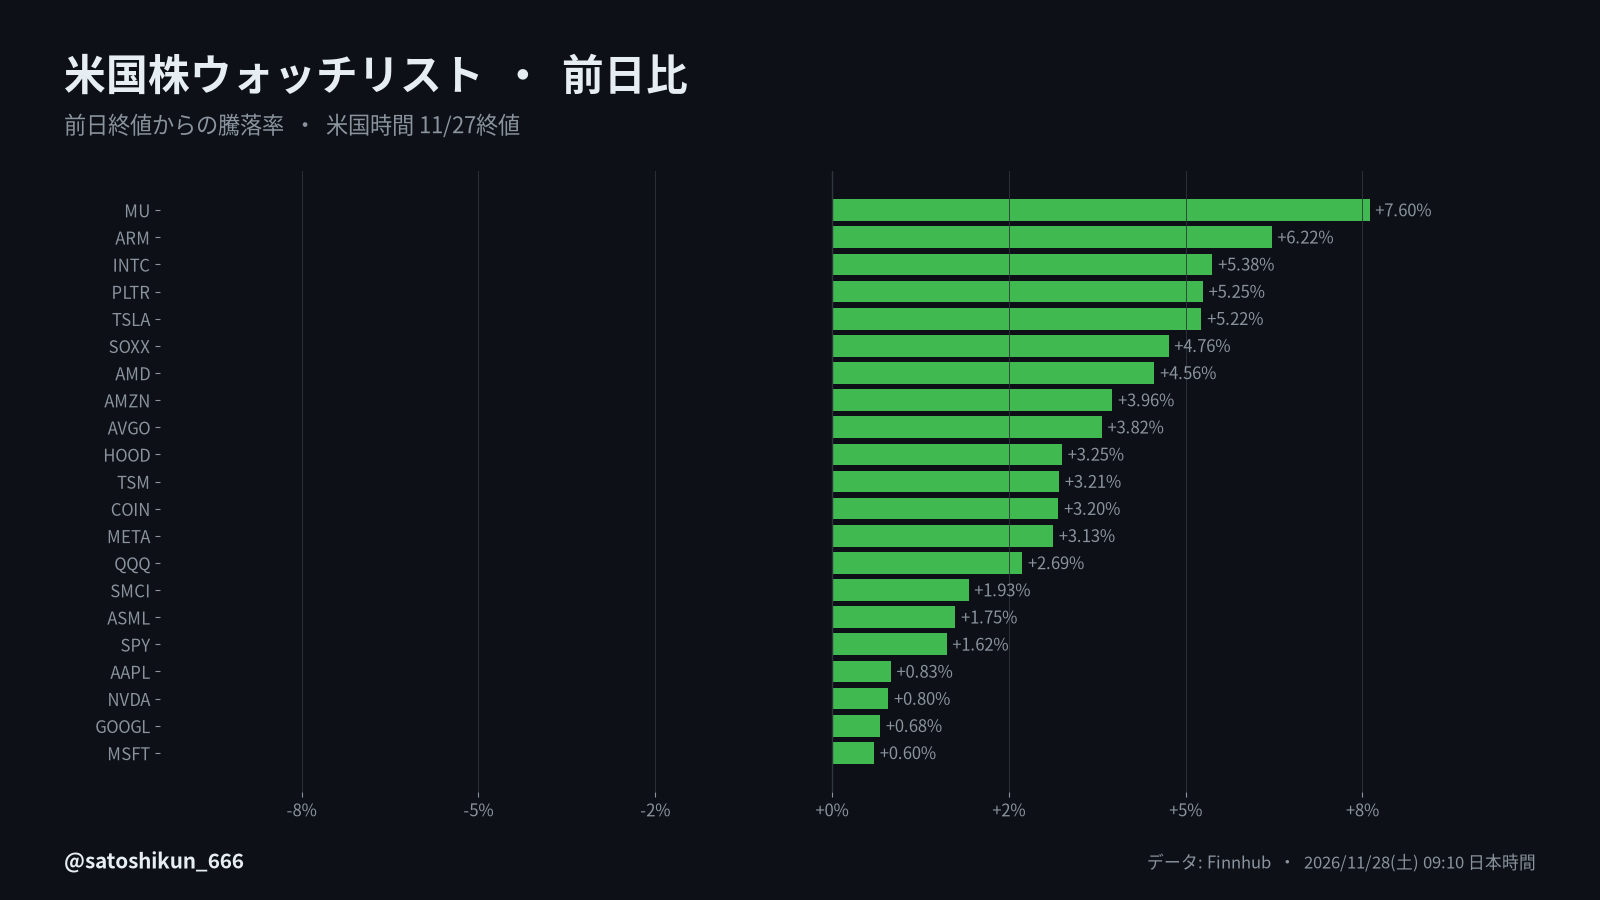 米国株ウォッチリスト ・ 前日比
前日終値からの騰落率 ・ 米国時間 11/27終値
MU +7.60%
ARM +6.22%
INTC +5.38%
PLTR +5.25%
TSLA +5.22%
SOXX +4.76%
AMD +4.56%
AMZN +3.96%
AVGO +3.82%
HOOD +3.25%
TSM +3.21%
COIN +3.20%
META +3.13%
QQQ +2.69%
SMCI +1.93%
ASML +1.75%
SPY +1.62%
AAPL +0.83%
NVDA +0.80%
GOOGL +0.68%
MSFT +0.60%
-8% -5% -2% +0% +2% +5% +8%
@satoshikun_666
データ: Finnhub ・ 2026/11/28(土) 09:10 日本時間